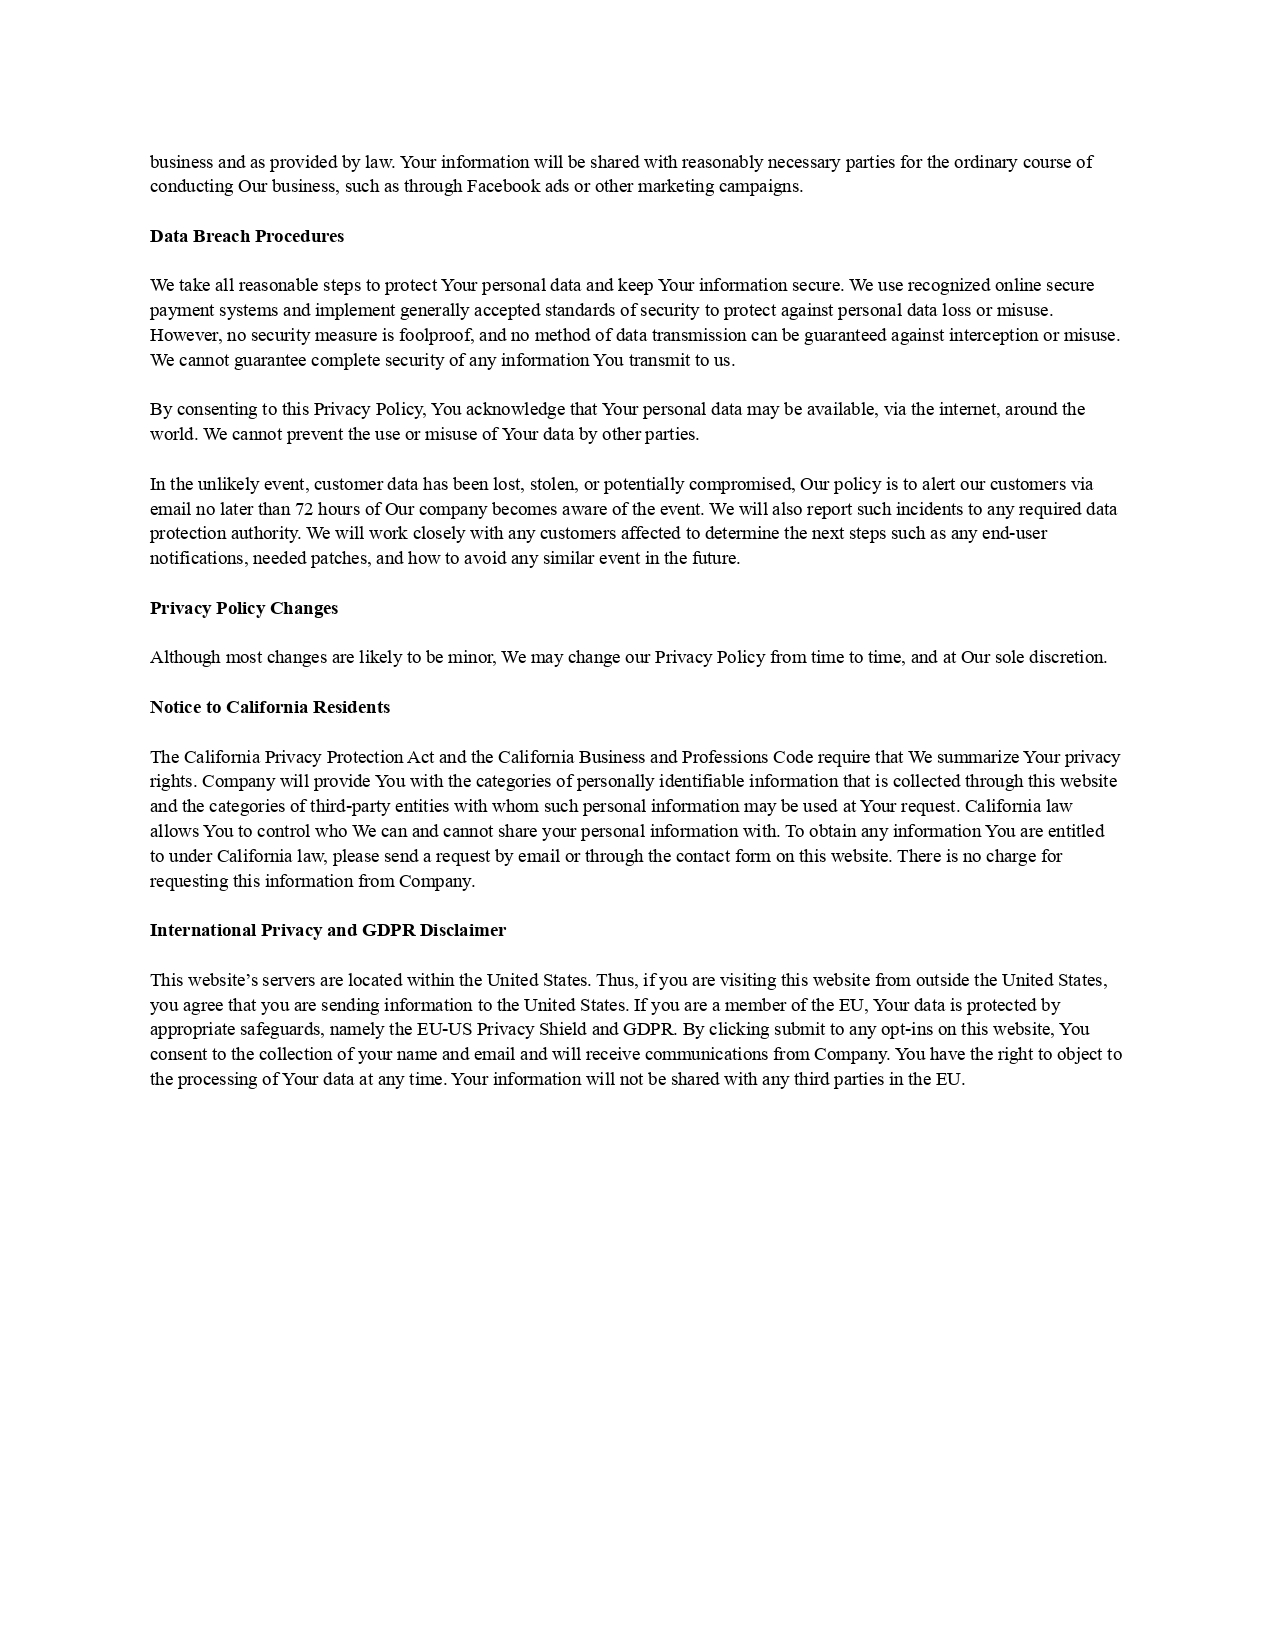 business and as provided by law. Your information will be shared with reasonably necessary parties for the ordinary course of
conducting Our business, such as through Facebook ads or other marketing campaigns.
Data Breach Procedures
We take all reasonable steps to protect Your personal data and keep Your information secure. We use recognized online secure
payment systems and implement generally accepted standards of security to protect against personal data loss or misuse.
However, no security measure is foolproof, and no method of data transmission can be guaranteed against interception or misuse.
We cannot guarantee complete security of any information You transmit to us.
By consenting to this Privacy Policy, You acknowledge that Your personal data may be available, via the internet, around the
world. We cannot prevent the use or misuse of Your data by other parties.
In the unlikely event, customer data has been lost, stolen, or potentially compromised, Our policy is to alert our customers via
email no later than 72 hours of Our company becomes aware of the event. We will also report such incidents to any required data
protection authority. We will work closely with any customers affected to determine the next steps such as any end-user
notifications, needed patches, and how to avoid any similar event in the future.
Privacy Policy Changes
Although most changes are likely to be minor, We may change our Privacy Policy from time to time, and at Our sole discretion.
Notice to California Residents
The California Privacy Protection Act and the California Business and Professions Code require that We summarize Your privacy
rights. Company will provide You with the categories of personally identifiable information that is collected through this website
and the categories of third-party entities with whom such personal information may be used at Your request. California law
allows You to control who We can and cannot share your personal information with. To obtain any information You are entitled
to under California law, please send a request by email or through the contact form on this website. There is no charge for
requesting this information from Company.
International Privacy and GDPR Disclaimer
This website’s servers are located within the United States. Thus, if you are visiting this website from outside the United States,
you agree that you are sending information to the United States. If you are a member of the EU, Your data is protected by
appropriate safeguards, namely the EU-US Privacy Shield and GDPR. By clicking submit to any opt-ins on this website, You
consent to the collection of your name and email and will receive communications from Company. You have the right to object to
the processing of Your data at any time. Your information will not be shared with any third parties in the EU.